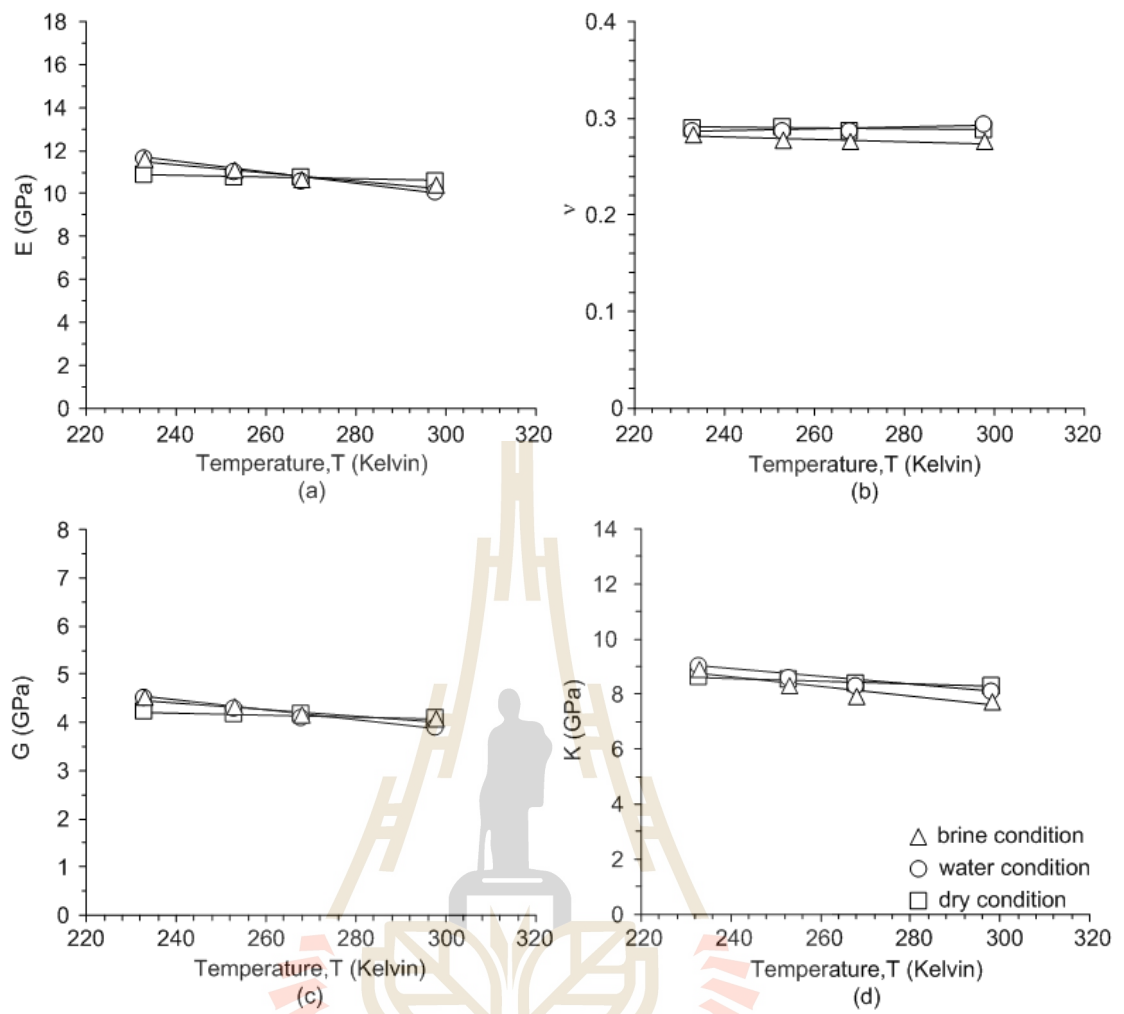 18
16
14
12
10
8
6
4
2
0
E (GPa)
220 240 260 280 300 320
Temperature,T (Kelvin)
(a)
0.4
0.3
0.2
0.1
0
ν
220 240 260 280 300 320
Temperature,T (Kelvin)
(b)
8
7
6
5
4
3
2
1
0
G (GPa)
220 240 260 280 300 320
Temperature,T (Kelvin)
(c)
14
12
10
8
6
4
2
0
K (GPa)
brine condition
water condition
dry condition
220 240 260 280 300 320
Temperature,T (Kelvin)
(d)